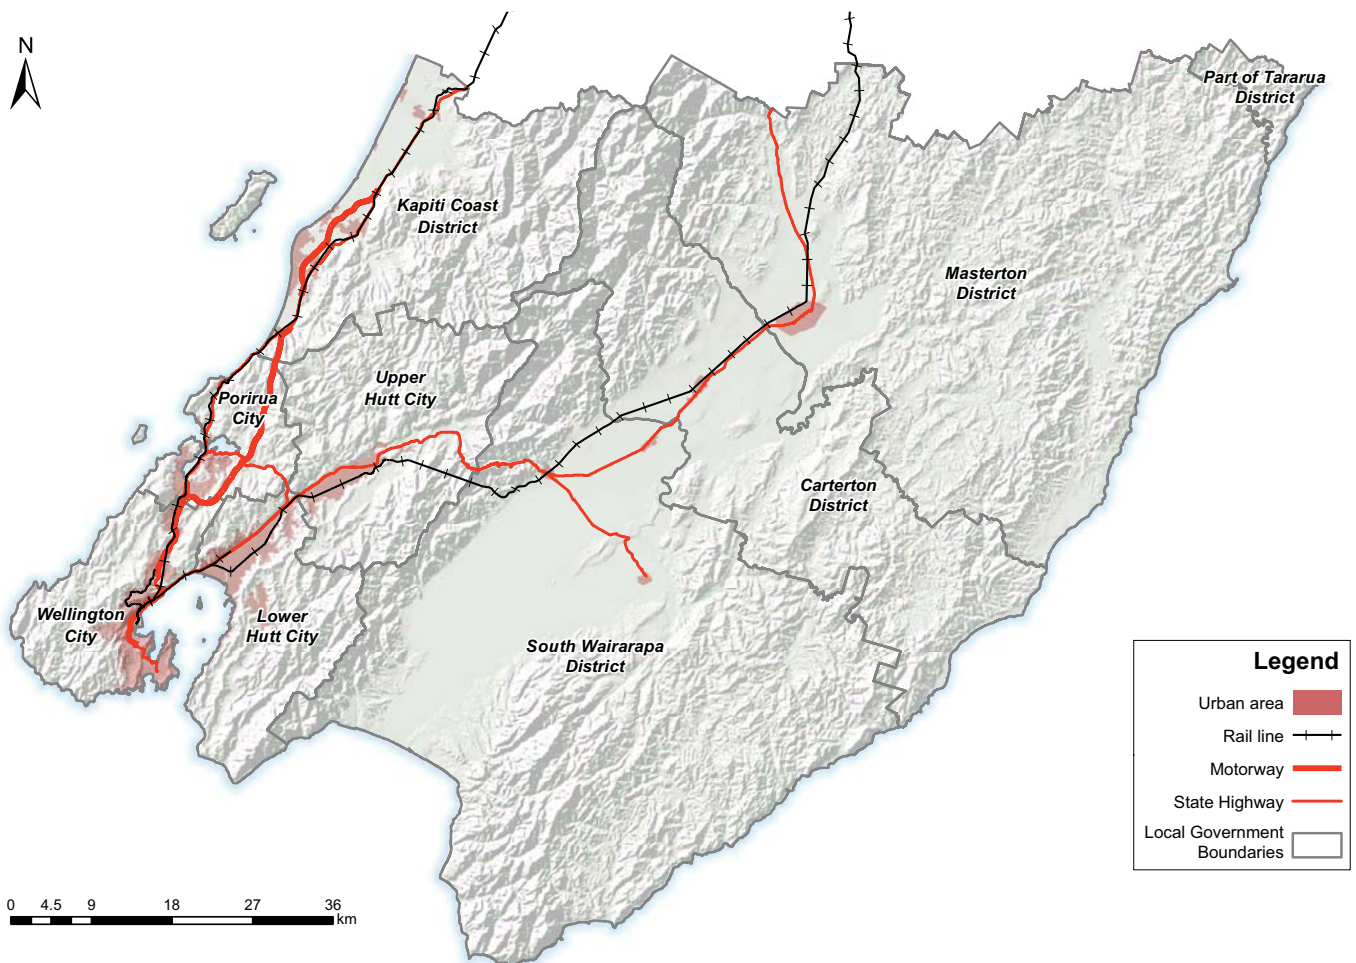 N
Part of Tararua
District
Kapiti Coast
District
Masterton
District
Upper
Hutt City
Porirua
City
Carterton
District
Wellington
City
Lower
Hutt City
South Wairarapa
District
Legend
Urban area
Rail line
Motorway
State Highway
Local Government
Boundaries
0 4.5 9 18 27 36
km